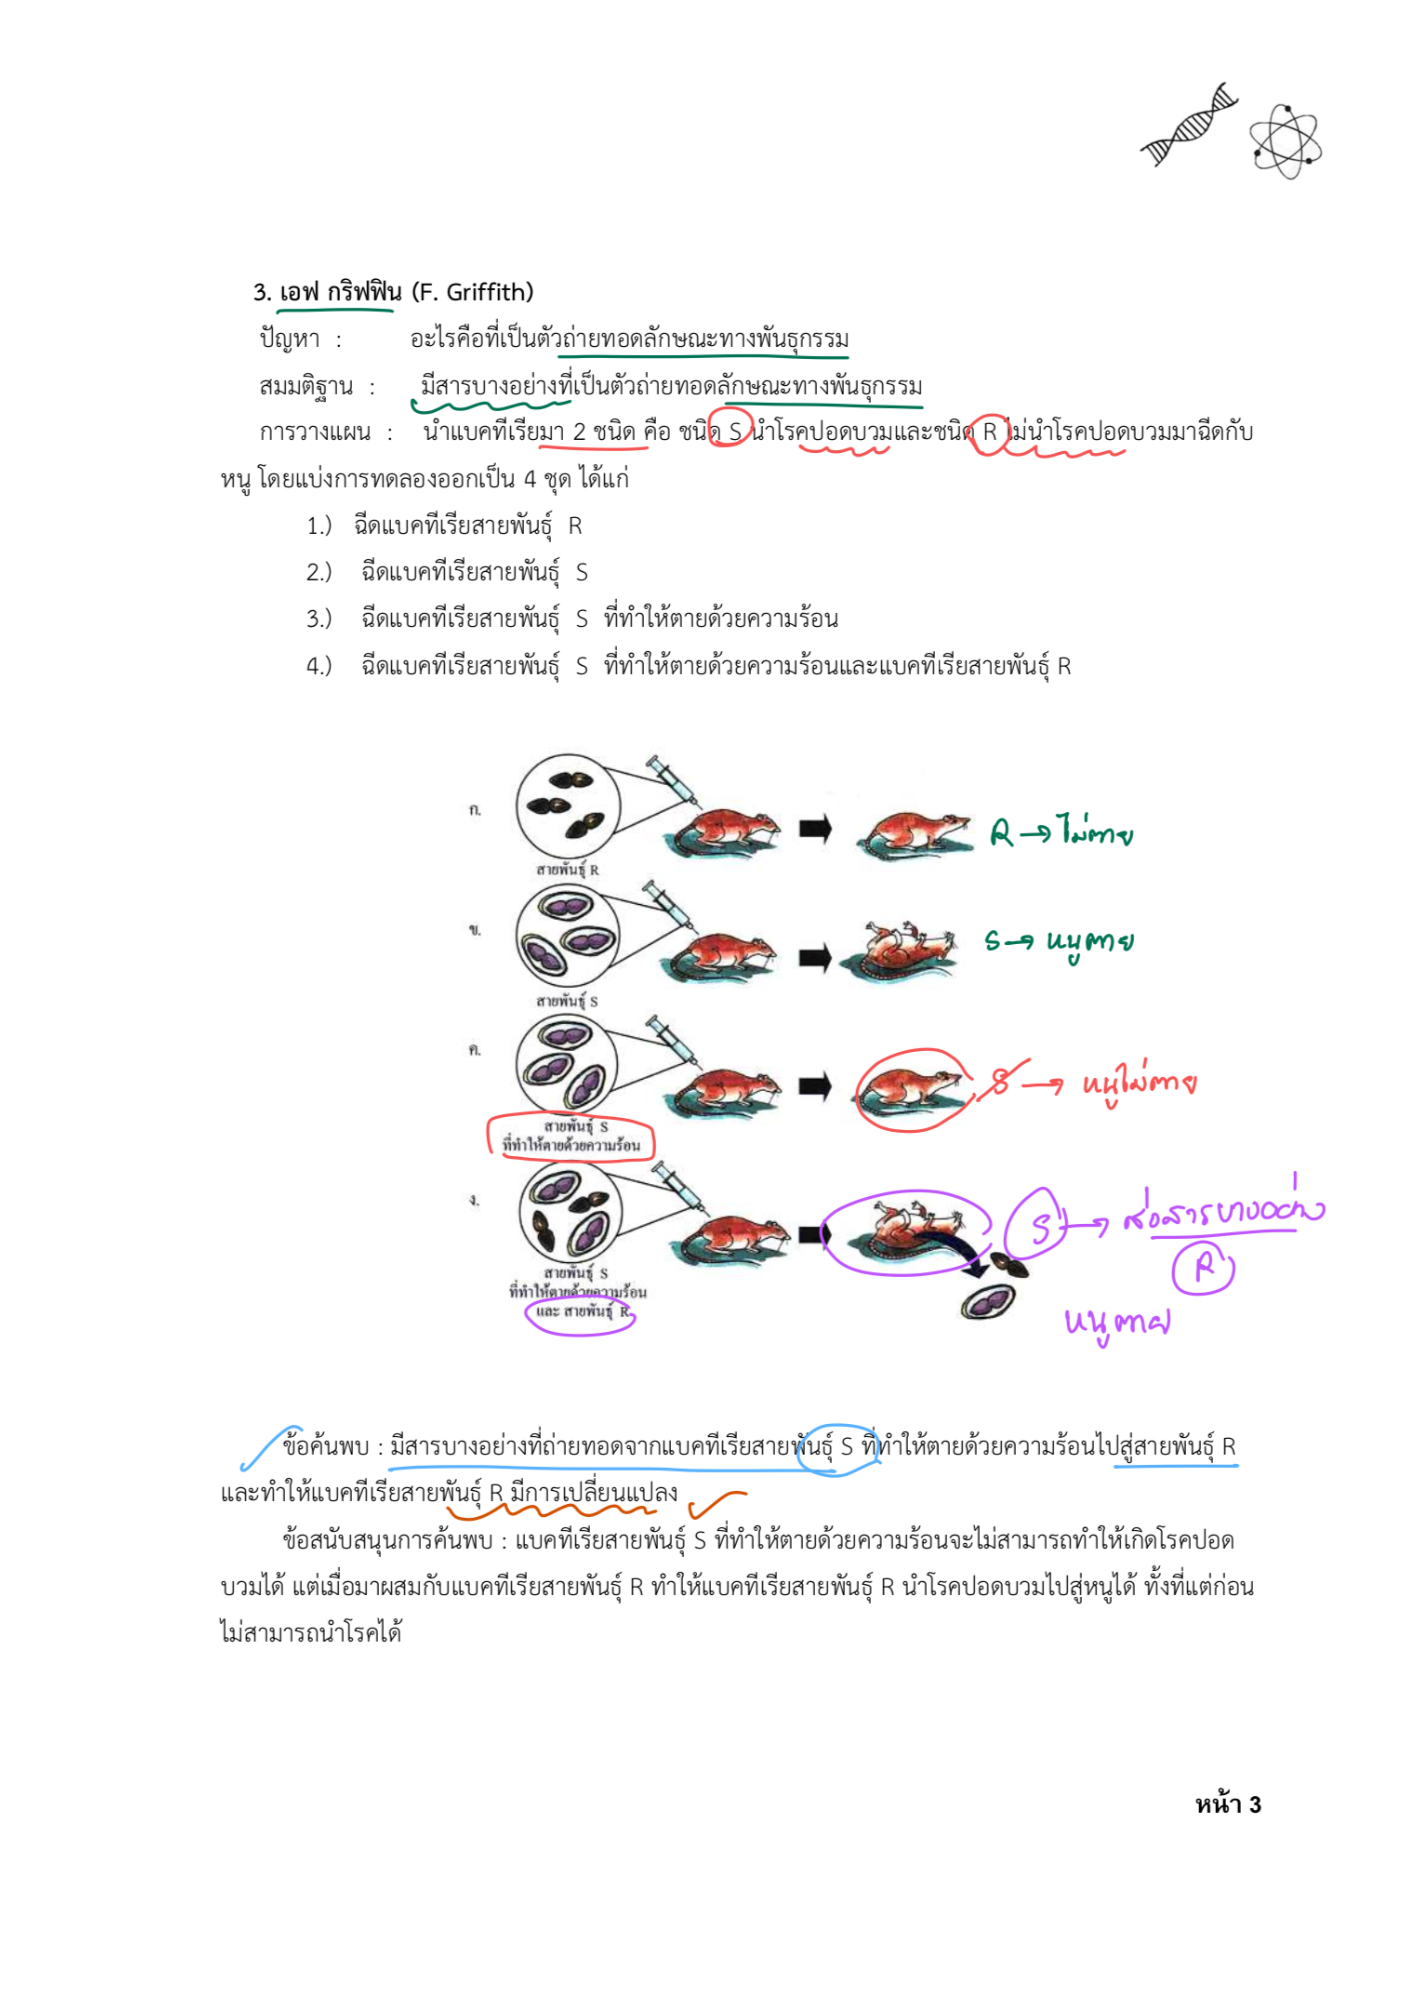 3. เอฟ กริฟฟิน (F. Griffith)
ปัญหา : อะไรคือที่เป็นตัวถ่ายทอดลักษณะทางพันธุกรรม
สมมติฐาน : มีสารบางอย่างที่เป็นตัวถ่ายทอดลักษณะทางพันธุกรรม
การวางแผน : นำแบคทีเรียมา 2 ชนิด คือ ชนิด S นำโรคปอดบวมและชนิด R ไม่นำโรคปอดบวมมาฉีดกับ
หนู โดยแบ่งการทดลองออกเป็น 4 ชุด ได้แก่
1.) ฉีดแบคทีเรียสายพันธุ์ R
2.) ฉีดแบคทีเรียสายพันธุ์ S
3.) ฉีดแบคทีเรียสายพันธุ์ S ที่ทำให้ตายด้วยความร้อน
4.) ฉีดแบคทีเรียสายพันธุ์ S ที่ทำให้ตายด้วยความร้อนและแบคทีเรียสายพันธุ์ R
ก.
R → ไม่ตาย
สายพันธุ์ R
ข.
S → หนูตาย
สายพันธุ์ S
ค.
S → หนูไม่ตาย
สายพันธุ์ S
ที่ทำให้ตายด้วยความร้อน
ง.
S → ส่งสารบางอย่าง
R
สายพันธุ์ S
ที่ทำให้ตายด้วยความร้อน
และ สายพันธุ์ R
หนูตาย
ข้อค้นพบ : มีสารบางอย่างที่ถ่ายทอดจากแบคทีเรียสายพันธุ์ S ที่ทำให้ตายด้วยความร้อนไปสู่สายพันธุ์ R
และทำให้แบคทีเรียสายพันธุ์ R มีการเปลี่ยนแปลง
ข้อสนับสนุนการค้นพบ : แบคทีเรียสายพันธุ์ S ที่ทำให้ตายด้วยความร้อนจะไม่สามารถทำให้เกิดโรคปอด
บวมได้ แต่เมื่อมาผสมกับแบคทีเรียสายพันธุ์ R ทำให้แบคทีเรียสายพันธุ์ R นำโรคปอดบวมไปสู่หนูได้ ทั้งที่แต่ก่อน
ไม่สามารถนำโรคได้
หน้า 3